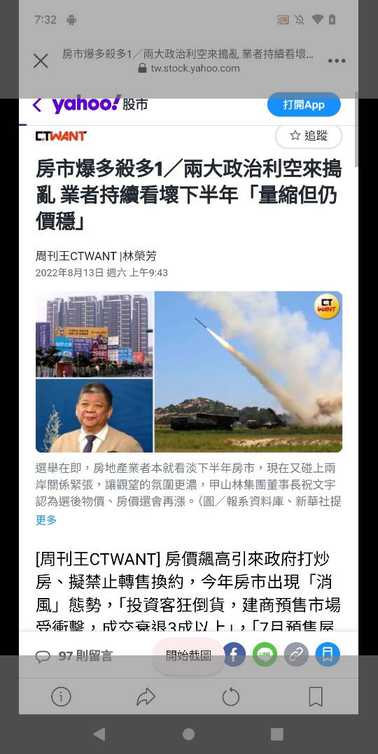 7:32
房市爆多殺多1／兩大政治利空來搗亂 業者持續看壞...
tw.stock.yahoo.com
yahoo! 股市
打開App
CTWANT
追蹤
房市爆多殺多1／兩大政治利空來搗
亂 業者持續看壞下半年「量縮但仍
價穩」
周刊王CTWANT |林榮芳
2022年8月13日 週六 上午9:43
CT
WANT
選舉在即，房地產業者本就看淡下半年房市，現在又碰上兩
岸關係緊張，讓觀望的氛圍更濃，甲山林集團董事長祝文宇
認為選後物價、房價還會再漲。（圖／報系資料庫、新華社提
更多
[周刊王CTWANT] 房價飆高引來政府打炒
房、擬禁止轉售換約，今年房市出現「消
風」態勢，「投資客狂倒貨，建商預售市場
受衝擊，成交衰退3成以上」，「7月預售屋
97 則留言
開始截圖